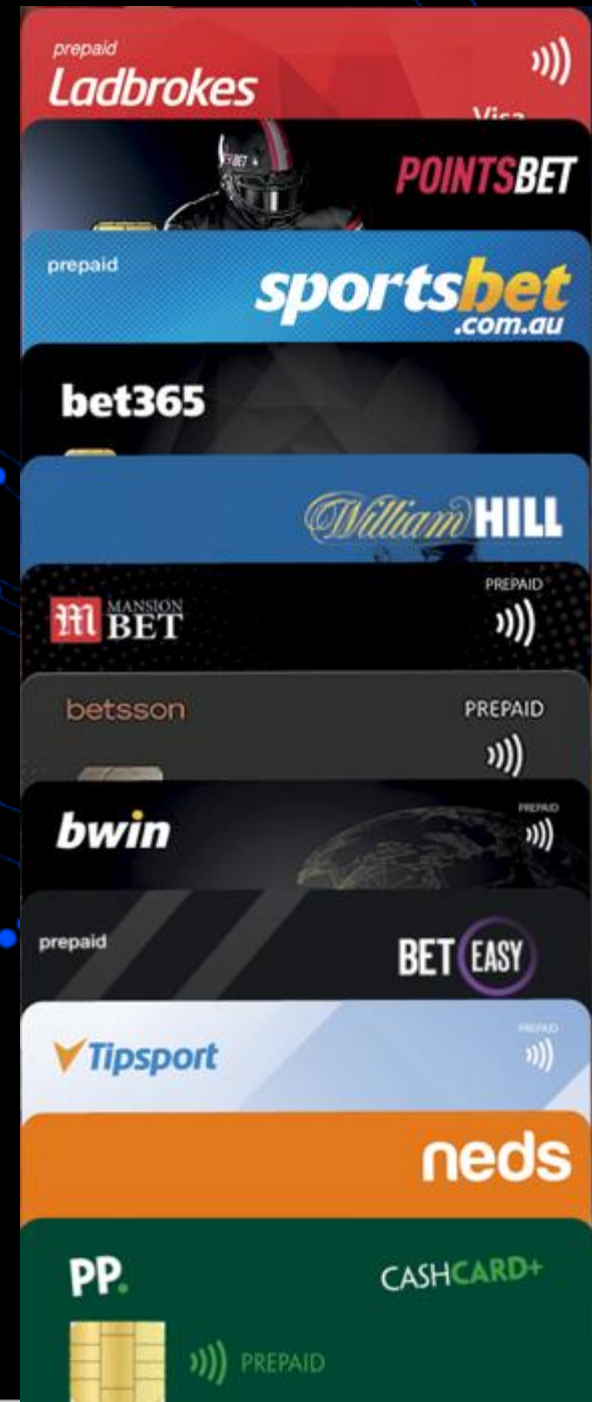 prepaid
Ladbrokes
Visa
POINTSBET
prepaid
sportsbet
.com.au
bet365
William HILL
PREPAID
M MANSION
BET
betsson
PREPAID
bwin
PREPAID
prepaid
BET EASY
PREPAID
Tipsport
neds
PP.
CASHCARD+
PREPAID